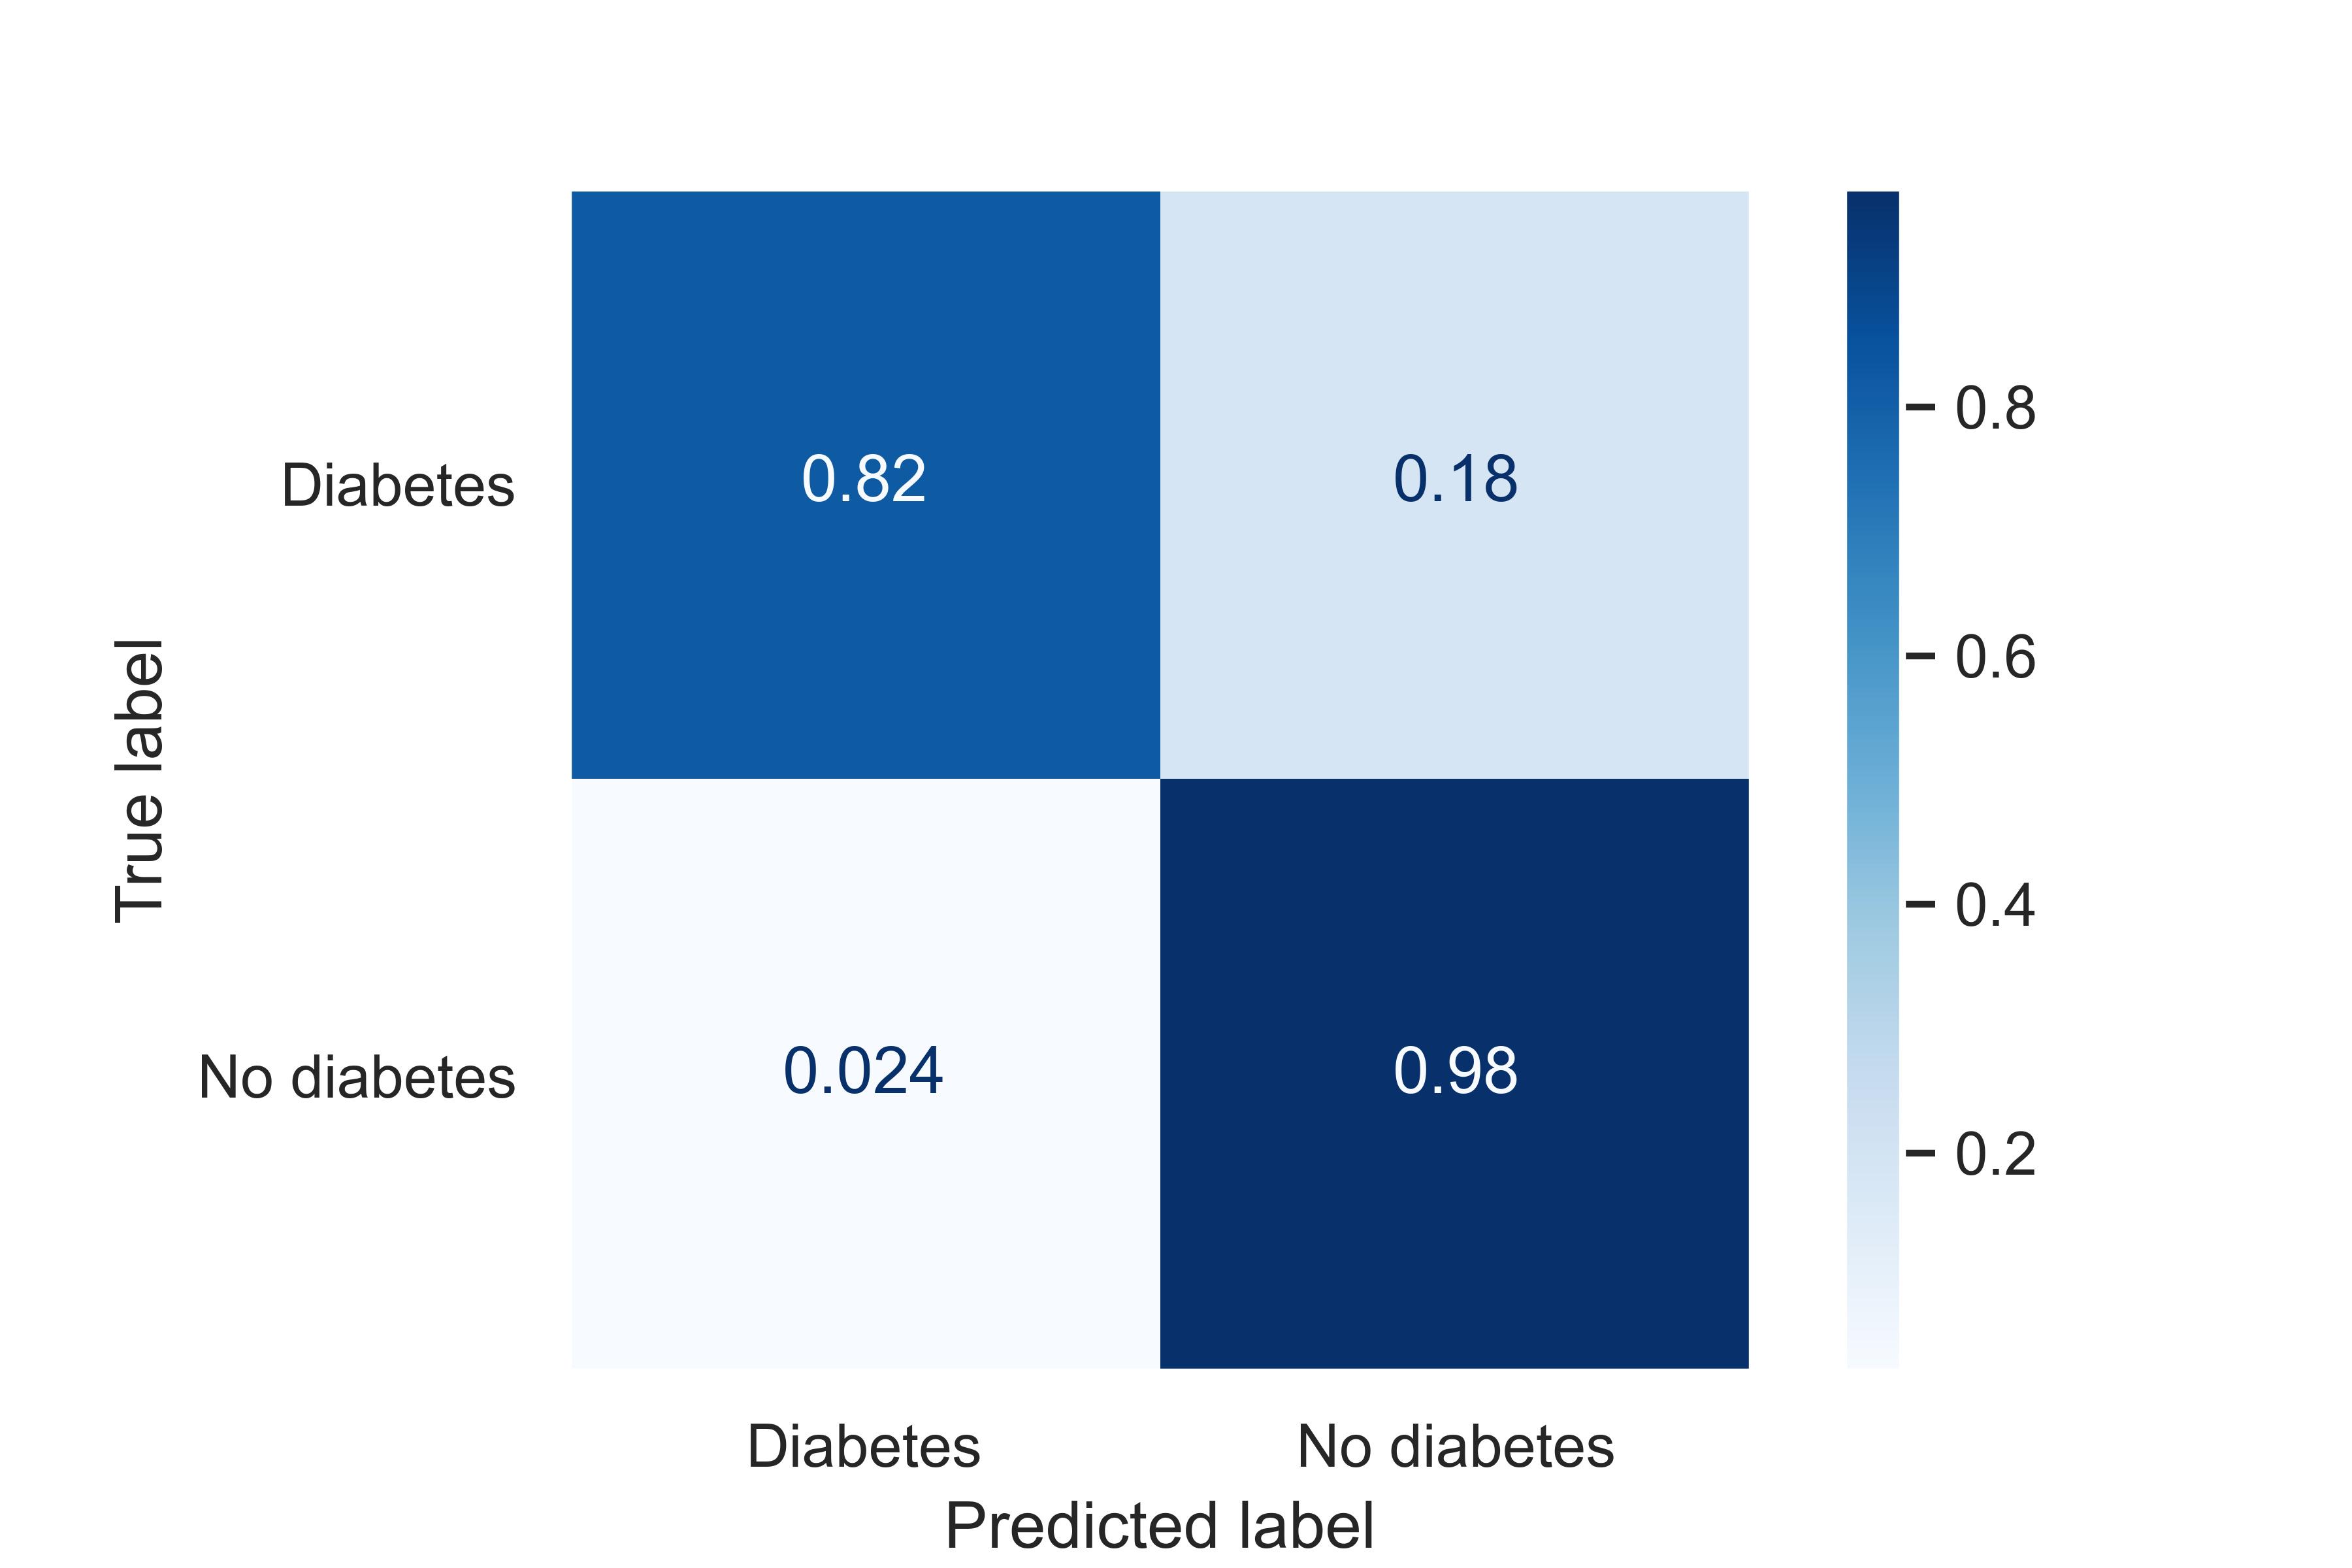 Diabetes
0.82
0.18
0.8
0.6
True label
0.4
No diabetes
0.024
0.98
0.2
Diabetes
No diabetes
Predicted label